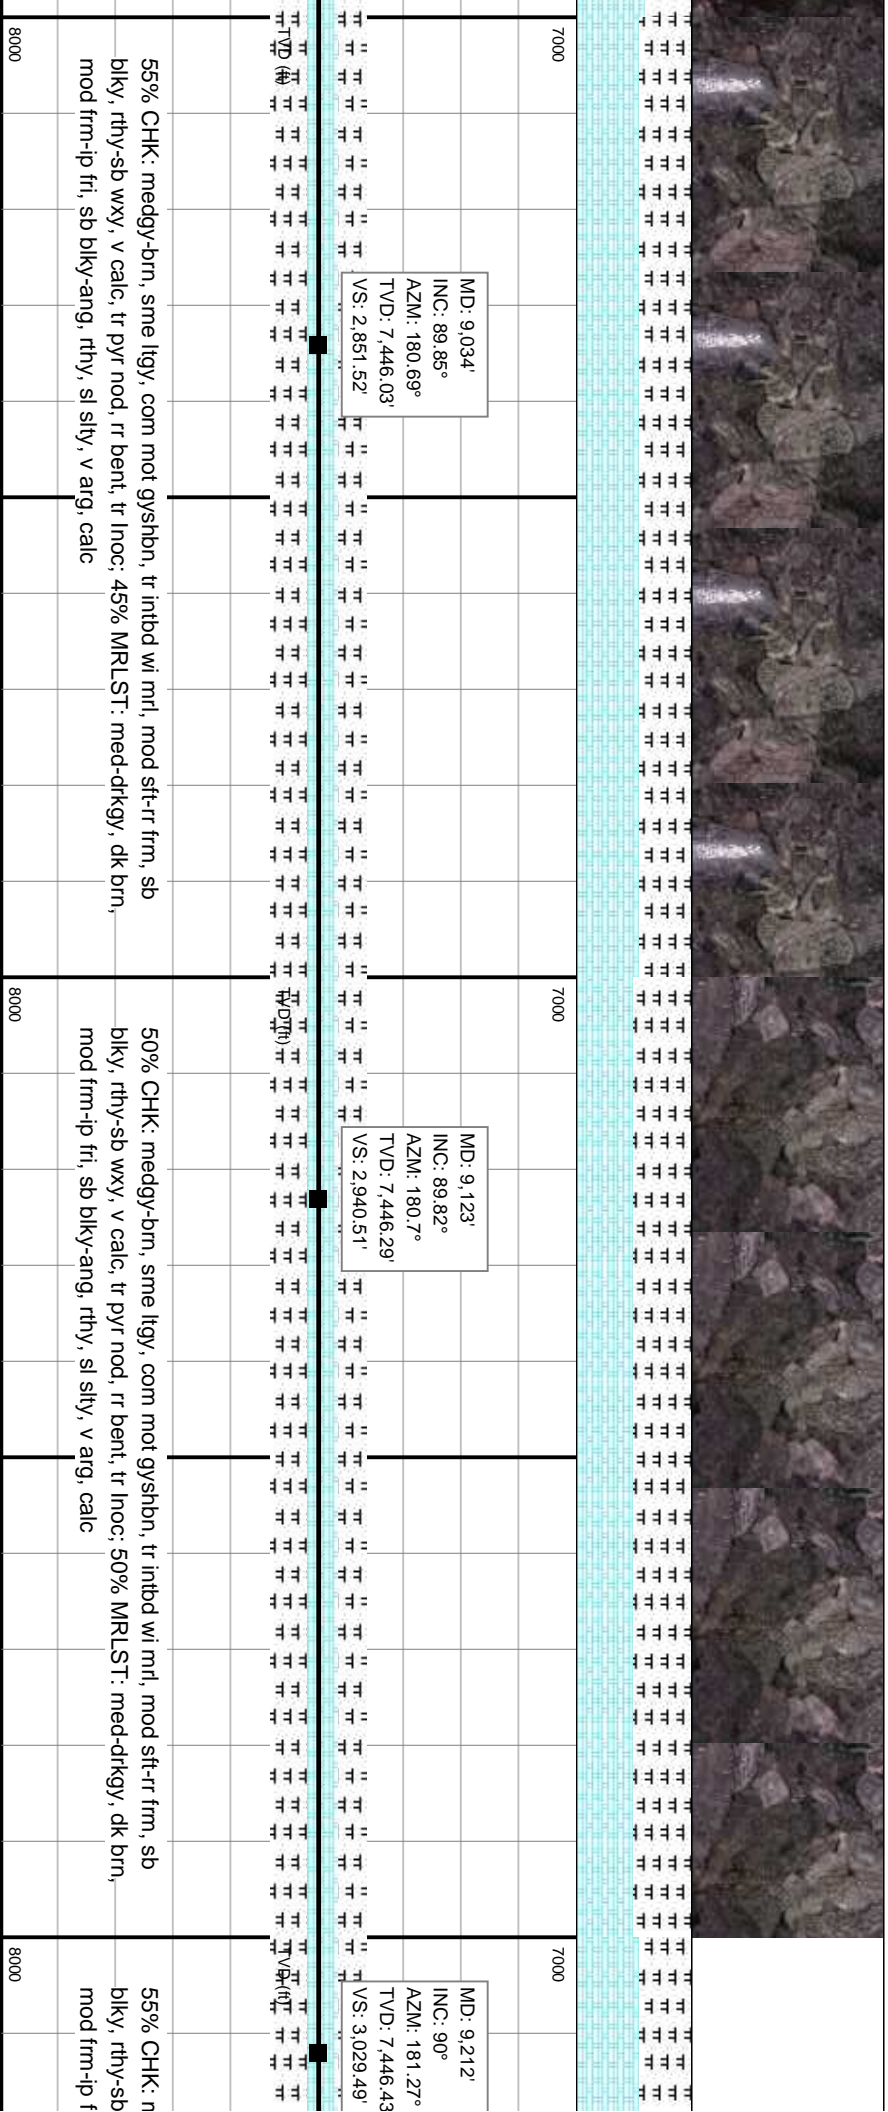 7000
TVD (ft)
8000
MD: 9,034'
INC: 89.85°
AZM: 180.69°
TVD: 7,446.03'
VS: 2,851.52'
55% CHK: medgy-brn, sme ltgy, com mot gyshbn, tr intbd wi mrl, mod sft-rr frm, sb
blky, rthy-sb wxy, v calc, tr pyr nod, rr bent, tr Inoc; 45% MRLST: med-drkgy, dk brn,
mod frm-ip fri, sb blky-ang, rthy, sl slty, v arg, calc
7000
TVD (ft)
8000
MD: 9,123'
INC: 89.82°
AZM: 180.7°
TVD: 7,446.29'
VS: 2,940.51'
50% CHK: medgy-brn, sme ltgy, com mot gyshbn, tr intbd wi mrl, mod sft-rr frm, sb
blky, rthy-sb wxy, v calc, tr pyr nod, rr bent, tr Inoc; 50% MRLST: med-drkgy, dk brn,
mod frm-ip fri, sb blky-ang, rthy, sl slty, v arg, calc
7000
TVD (ft)
8000
MD: 9,212'
INC: 90°
AZM: 181.27°
TVD: 7,446.43
VS: 3,029.49'
55% CHK:
blky, rthy-sb
mod frm-ip f